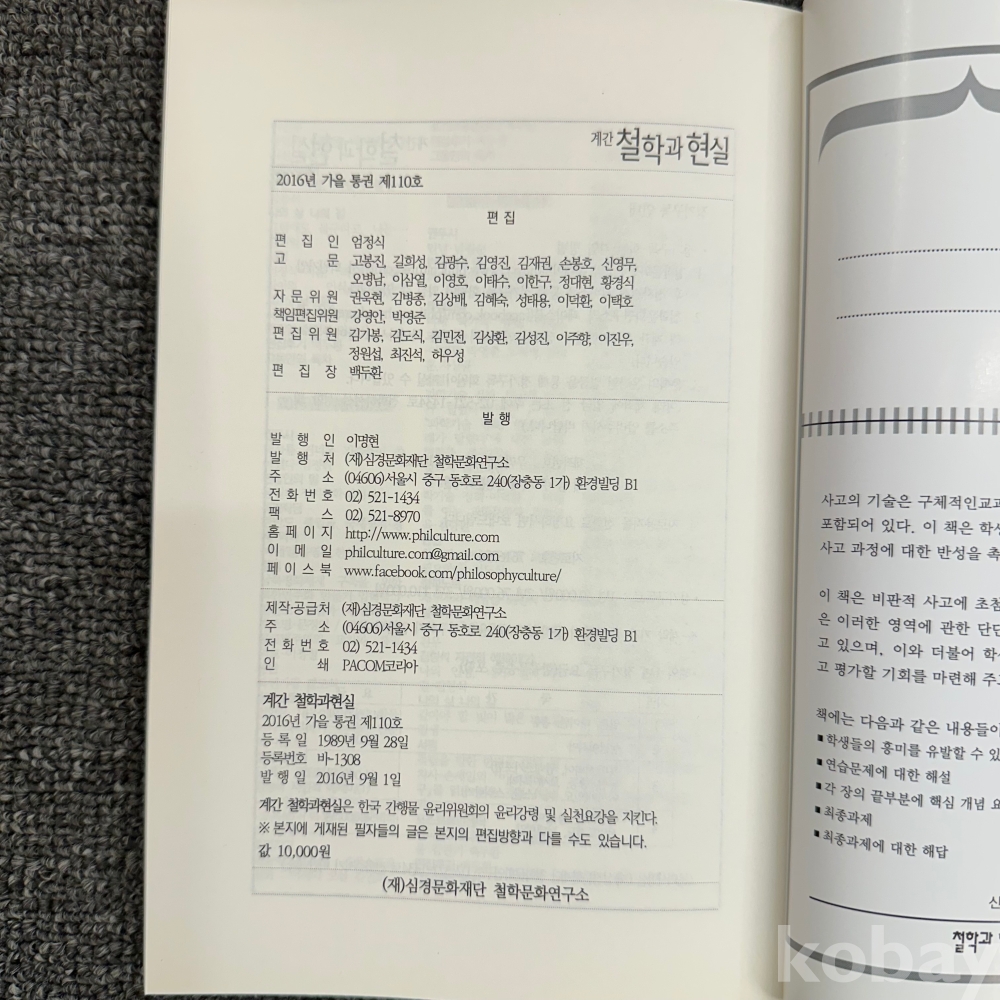 계간 철학과 현실
2016년 가을 통권 제110호
편 집
편 집 인 엄정식
고 문 고봉진, 길희성, 김광수, 김영진, 김재권, 손봉호, 신영무,
오병남, 이삼열, 이영호, 이태수, 이한구, 정대현, 황경식
자문위원 권욱현, 김병종, 김상배, 김혜숙, 성태용, 이덕환, 이택호
책임편집위원 강영안, 박영준
편집위원 김기봉, 김도식, 김민전, 김상환, 김성진, 이주향, 이진우,
정원섭, 최진석, 허우성
편 집 장 백두환
발 행
발 행 인 이명현
발 행 처 (재)심경문화재단 철학문화연구소
주 소 (04606)서울시 중구 동호로 240(장충동 1가) 환경빌딩 B1
전화번호 02) 521-1434
팩 스 02) 521-8970
홈페이지 http://www.philculture.com
이 메 일 philculture.com@gmail.com
페이스북 www.facebook.com/philosophyculture/
제작·공급처 (재)심경문화재단 철학문화연구소
주 소 (04606)서울시 중구 동호로 240(장충동 1가) 환경빌딩 B1
전화번호 02) 521-1434
인 쇄 PACOM코리아
계간 철학과현실
2016년 가을 통권 제110호
등 록 일 1989년 9월 28일
등록번호 바-1308
발 행 일 2016년 9월 1일
계간 철학과현실은 한국 간행물 윤리위원회의 윤리강령 및 실천요강을 지킨다.
※ 본지에 게재된 필자들의 글은 본지의 편집방향과 다를 수도 있습니다.
값 10,000원
(재)심경문화재단 철학문화연구소
사고의 기술은 구체적인교과
포함되어 있다. 이 책은 학생
사고 과정에 대한 반성을 촉
이 책은 비판적 사고에 초점
은 이러한 영역에 관한 단단
고 있으며, 이와 더불어 학생
고 평가할 기회를 마련해 주고
책에는 다음과 같은 내용들이
■학생들의 흥미를 유발할 수 있
■연습문제에 대한 해설
■각 장의 끝부분에 핵심 개념 요
■최종과제
■최종과제에 대한 해답
신
철학과
kobay